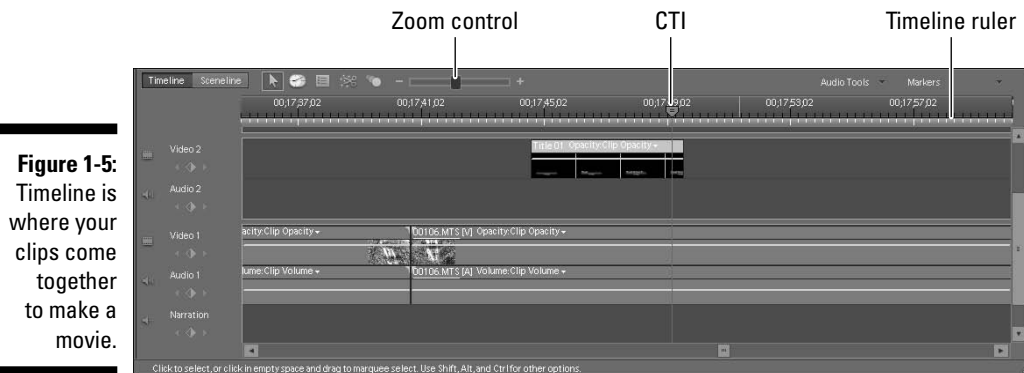 Zoom control CTI Timeline ruler
Timeline Sceneline Audio Tools Markers
00;17;37;02 00;17;41;02 00;17;45;02 00;17;49;02 00;17;53;02 00;17;57;02
Video 2
Title 01 Opacity:Clip Opacity
Audio 2
Video 1
acity:Clip Opacity 00106.MTS [V] Opacity:Clip Opacity
Audio 1
lume:Clip Volume 00106.MTS [A] Volume:Clip Volume
Narration
Click to select, or click in empty space and drag to marquee select. Use Shift, Alt, and Ctrl for other options.
Figure 1-5:
Timeline is
where your
clips come
together
to make a
movie.